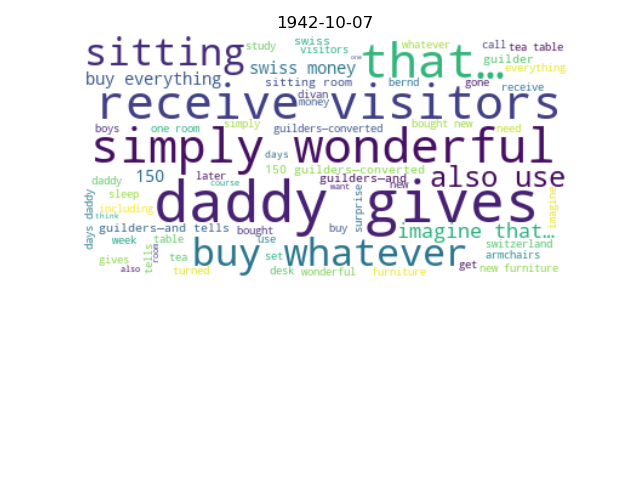 1942-10-07
sitting study swiss visitors one that… whatever call tea table
guilder everything
buy everything swiss money sitting room bernd gone receive
receive visitors divan money
boys one room simply guilders—converted bought new need
simply wonderful days
150 guilders—converted
daddy 150 later course guilders—and want new also use
sleep daddy gives surprise imagine
including think days daddy
guilders—and tells bought buy imagine that…
week table use switzerland
tells room tea buy whatever set armchairs
gives also turned desk wonderful furniture get new furniture